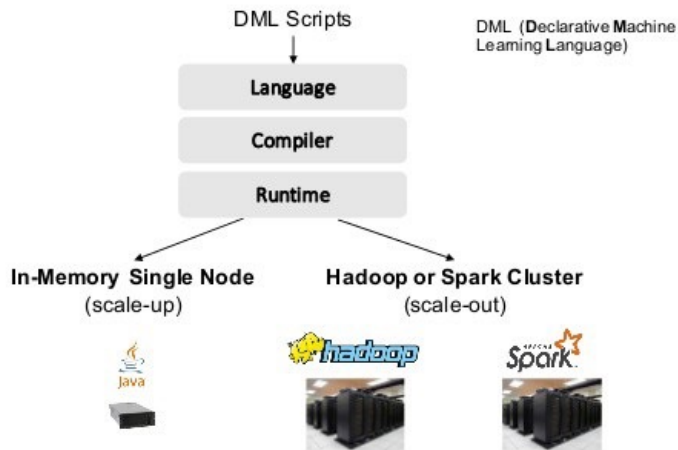 DML Scripts
DML (Declarative Machine
Learning Language)
Language
Compiler
Runtime
In-Memory Single Node
(scale-up)
Hadoop or Spark Cluster
(scale-out)
Java
hadoop
APACHE
Spark